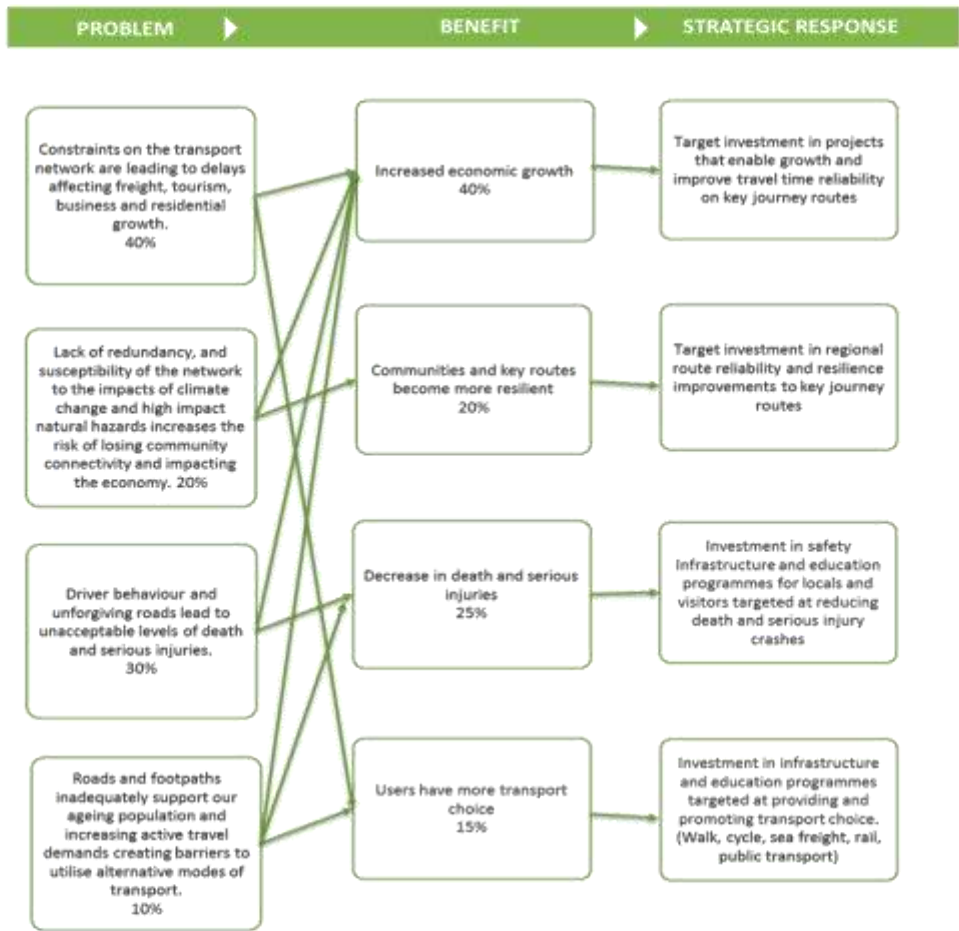 PROBLEM
BENEFIT
STRATEGIC RESPONSE
Constraints on the transport
network are leading to delays
affecting freight, tourism,
business and residential
growth.
40%
Increased economic growth
40%
Target investment in projects
that enable growth and
improve travel time reliability
on key journey routes
Lack of redundancy, and
susceptibility of the network
to the impacts of climate
change and high impact
natural hazards increases the
risk of losing community
connectivity and impacting
the economy. 20%
Communities and key routes
become more resilient
20%
Target investment in regional
route reliability and resilience
improvements to key journey
routes
Driver behaviour and
unforgiving roads lead to
unacceptable levels of death
and serious injuries.
30%
Decrease in death and serious
injuries
25%
Investment in safety
Infrastructure and education
programmes for locals and
visitors targeted at reducing
death and serious injury
crashes
Roads and footpaths
inadequately support our
ageing population and
increasing active travel
demands creating barriers to
utilise alternative modes of
transport.
10%
Users have more transport
choice
15%
Investment in infrastructure
and education programmes
targeted at providing and
promoting transport choice.
(Walk, cycle, sea freight, rail,
public transport)